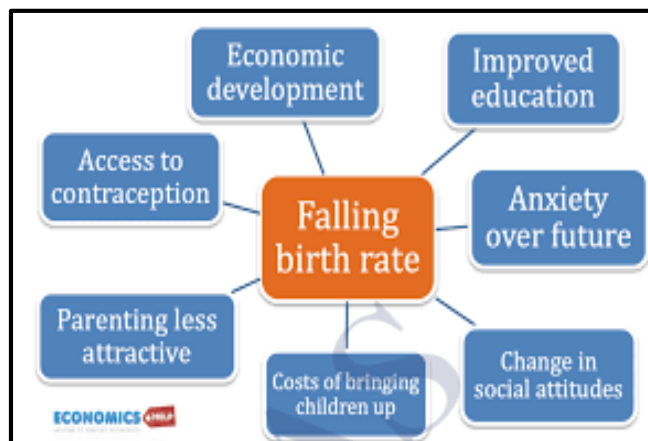 Economic
development
Improved
education
Access to
contraception
Falling
birth rate
Anxiety
over future
Parenting less
attractive
Costs of bringing
children up
Change in
social attitudes
ECONOMICS HELP